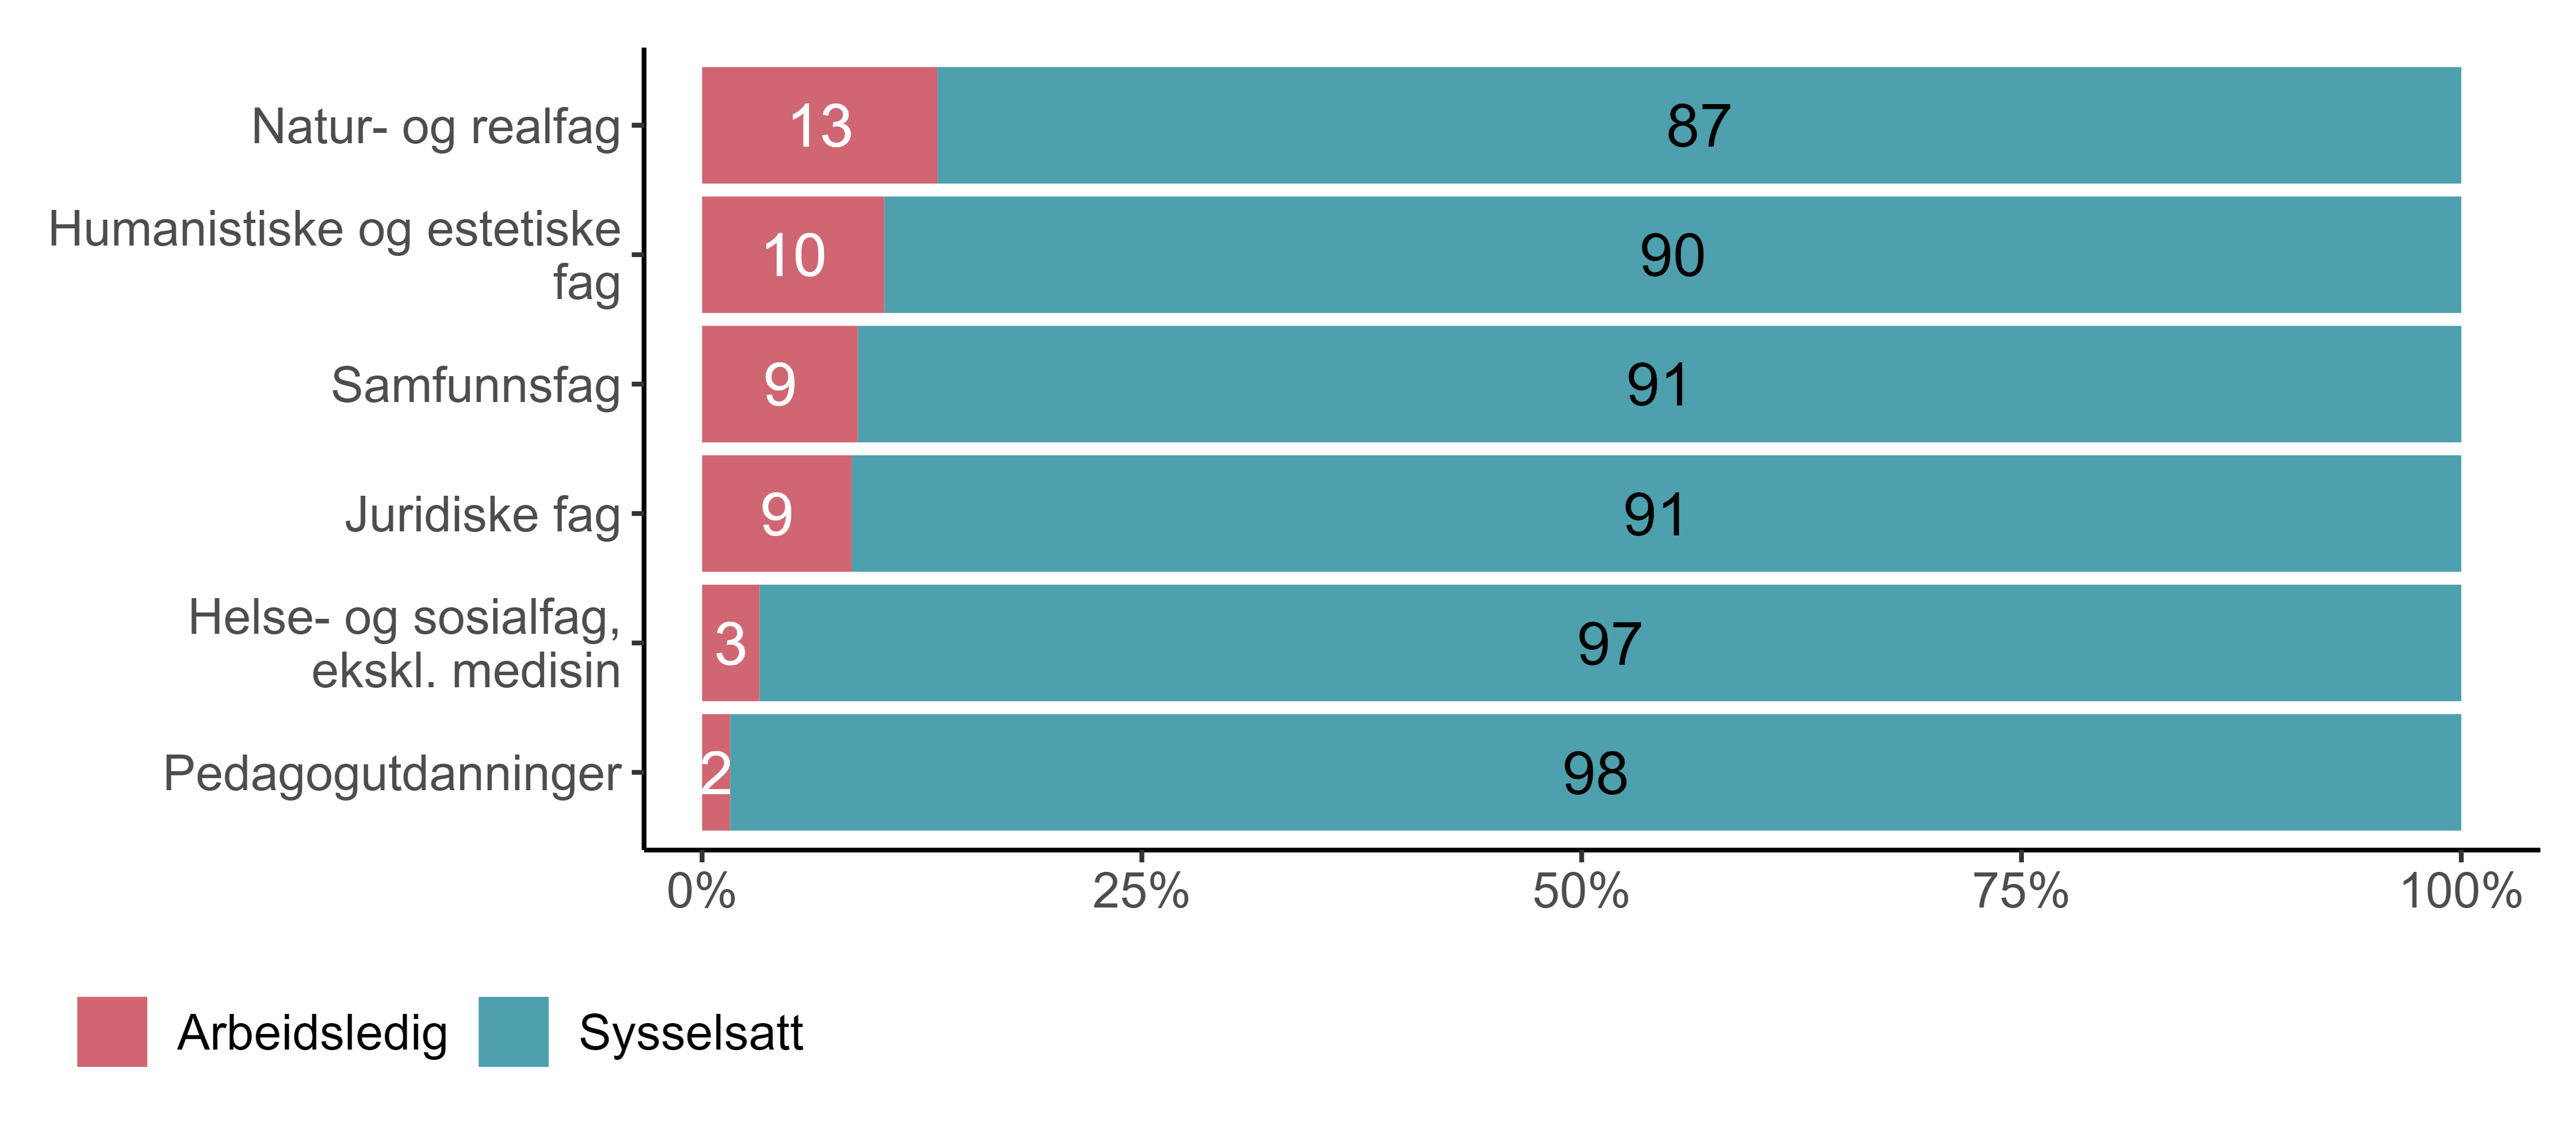 Natur- og realfag
13
87
Humanistiske og estetiske
fag
10
90
Samfunnsfag
9
91
Juridiske fag
9
91
Helse- og sosialfag,
ekskl. medisin
3
97
Pedagogutdanninger
2
98
0%
25%
50%
75%
100%
Arbeidsledig
Sysselsatt